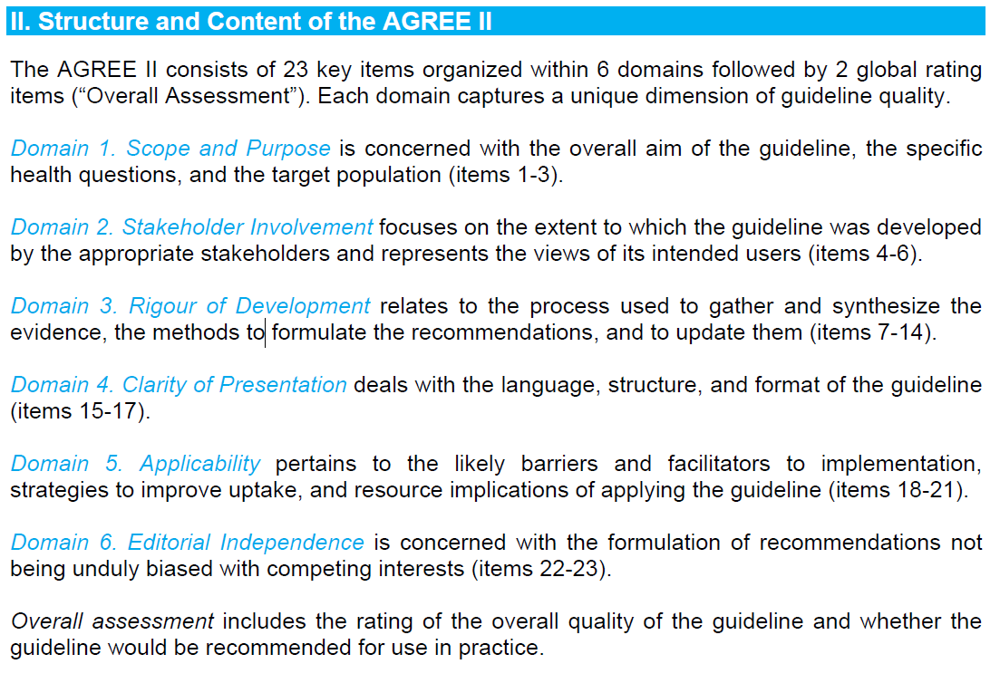 II. Structure and Content of the AGREE II
The AGREE II consists of 23 key items organized within 6 domains followed by 2 global rating
items (“Overall Assessment”). Each domain captures a unique dimension of guideline quality.
Domain 1. Scope and Purpose is concerned with the overall aim of the guideline, the specific
health questions, and the target population (items 1-3).
Domain 2. Stakeholder Involvement focuses on the extent to which the guideline was developed
by the appropriate stakeholders and represents the views of its intended users (items 4-6).
Domain 3. Rigour of Development relates to the process used to gather and synthesize the
evidence, the methods to formulate the recommendations, and to update them (items 7-14).
Domain 4. Clarity of Presentation deals with the language, structure, and format of the guideline
(items 15-17).
Domain 5. Applicability pertains to the likely barriers and facilitators to implementation,
strategies to improve uptake, and resource implications of applying the guideline (items 18-21).
Domain 6. Editorial Independence is concerned with the formulation of recommendations not
being unduly biased with competing interests (items 22-23).
Overall assessment includes the rating of the overall quality of the guideline and whether the
guideline would be recommended for use in practice.